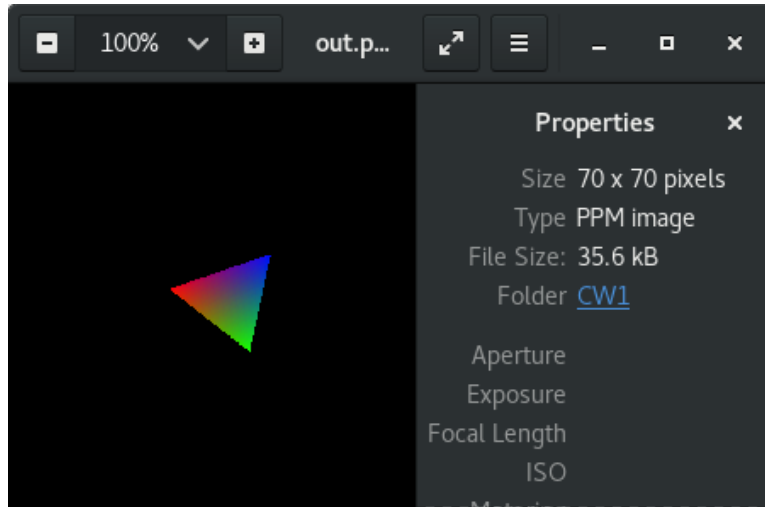 100%
out.p...
Properties
Size 70 x 70 pixels
Type PPM image
File Size: 35.6 kB
Folder CW1
Aperture
Exposure
Focal Length
ISO